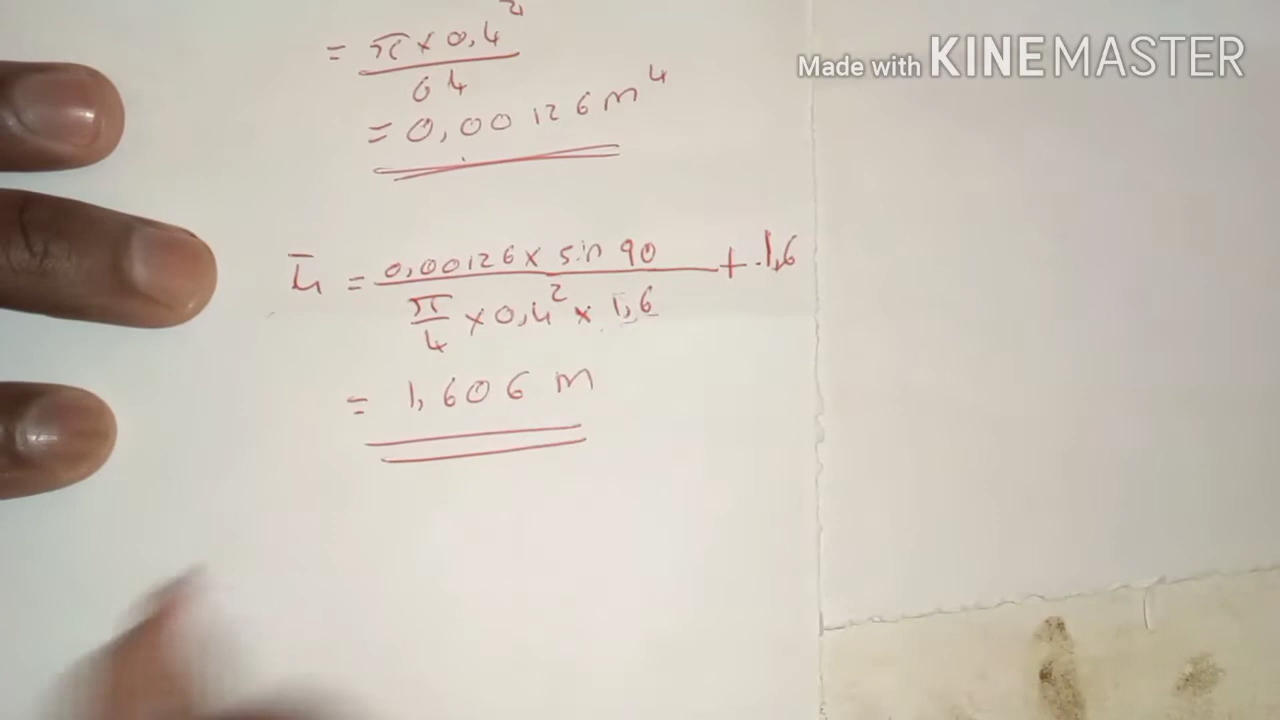 Made with KINEMASTER
= π × 0,4²
64
= 0,00126 m⁴
h̄ = 0,00126 × sin 90 + 1,6
π/4 × 0,4² × 1,6
= 1,606 m